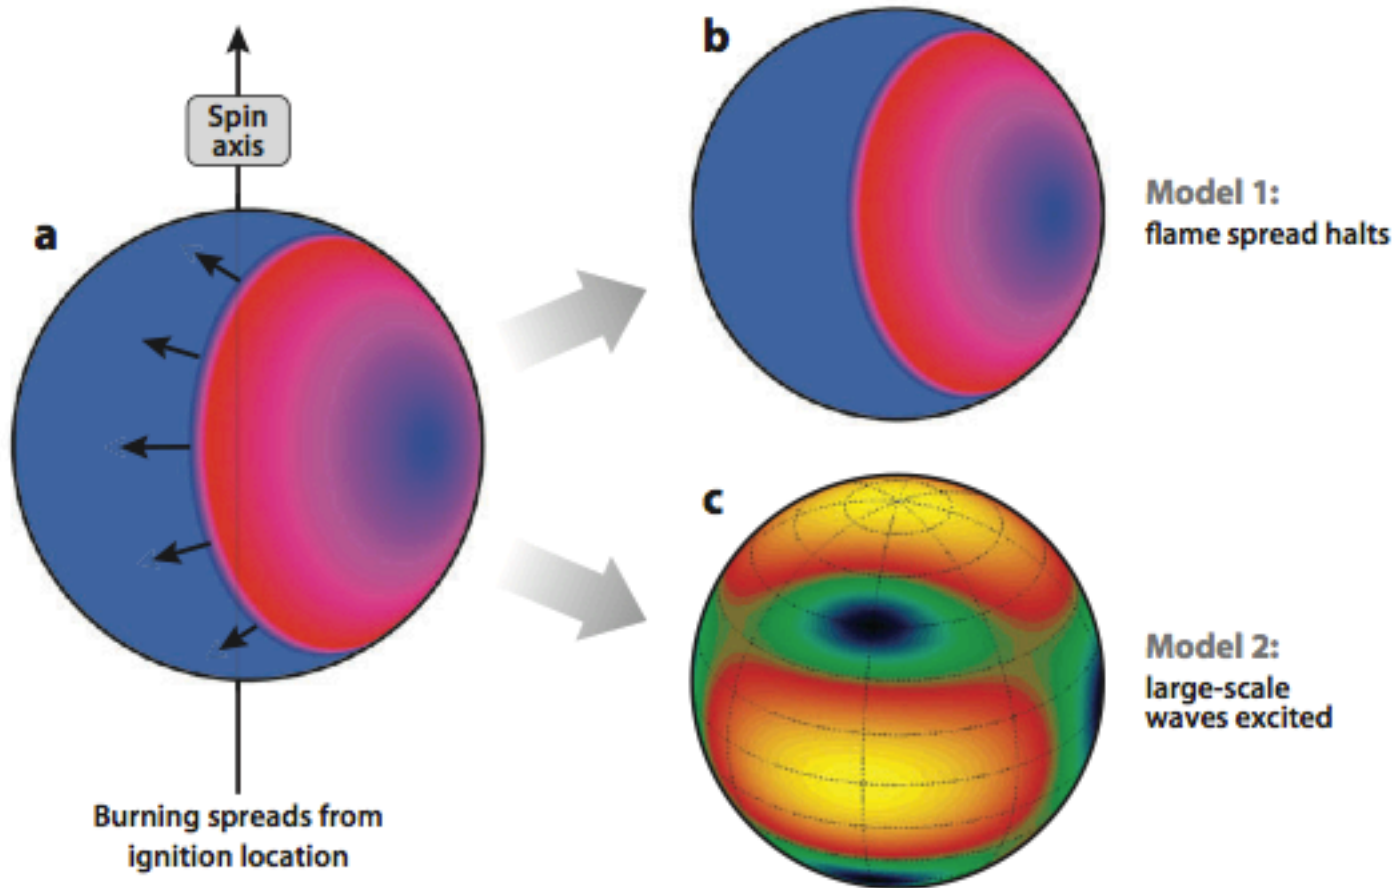 Spin
axis
a
Burning spreads from
ignition location
b
Model 1:
flame spread halts
c
Model 2:
large-scale
waves excited